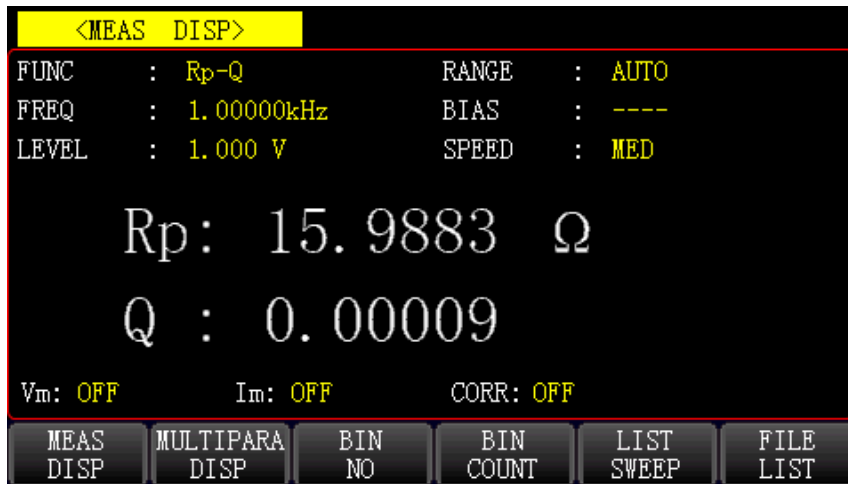 <MEAS DISP>
FUNC : Rp-Q RANGE : AUTO
FREQ : 1.00000kHz BIAS : ----
LEVEL : 1.000 V SPEED : MED
Rp: 15.9883 Ω
Q : 0.00009
Vm: OFF Im: OFF CORR: OFF
MEAS MULTIPARA BIN BIN LIST FILE
DISP DISP NO COUNT SWEEP LIST